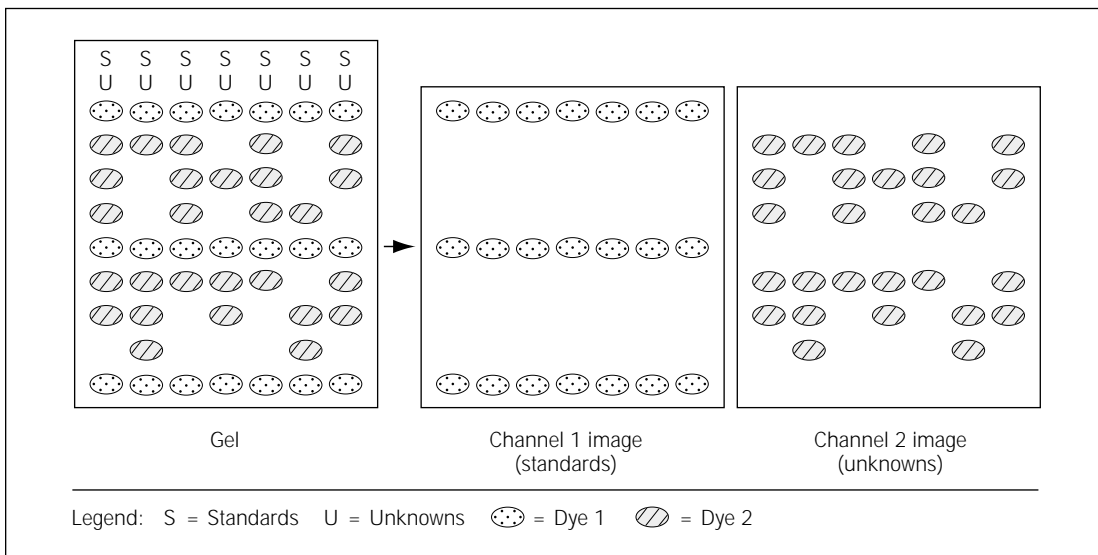 S S S S S S S
U U U U U U U
Gel
Channel 1 image
(standards)
Channel 2 image
(unknowns)
Legend: S = Standards U = Unknowns = Dye 1 = Dye 2